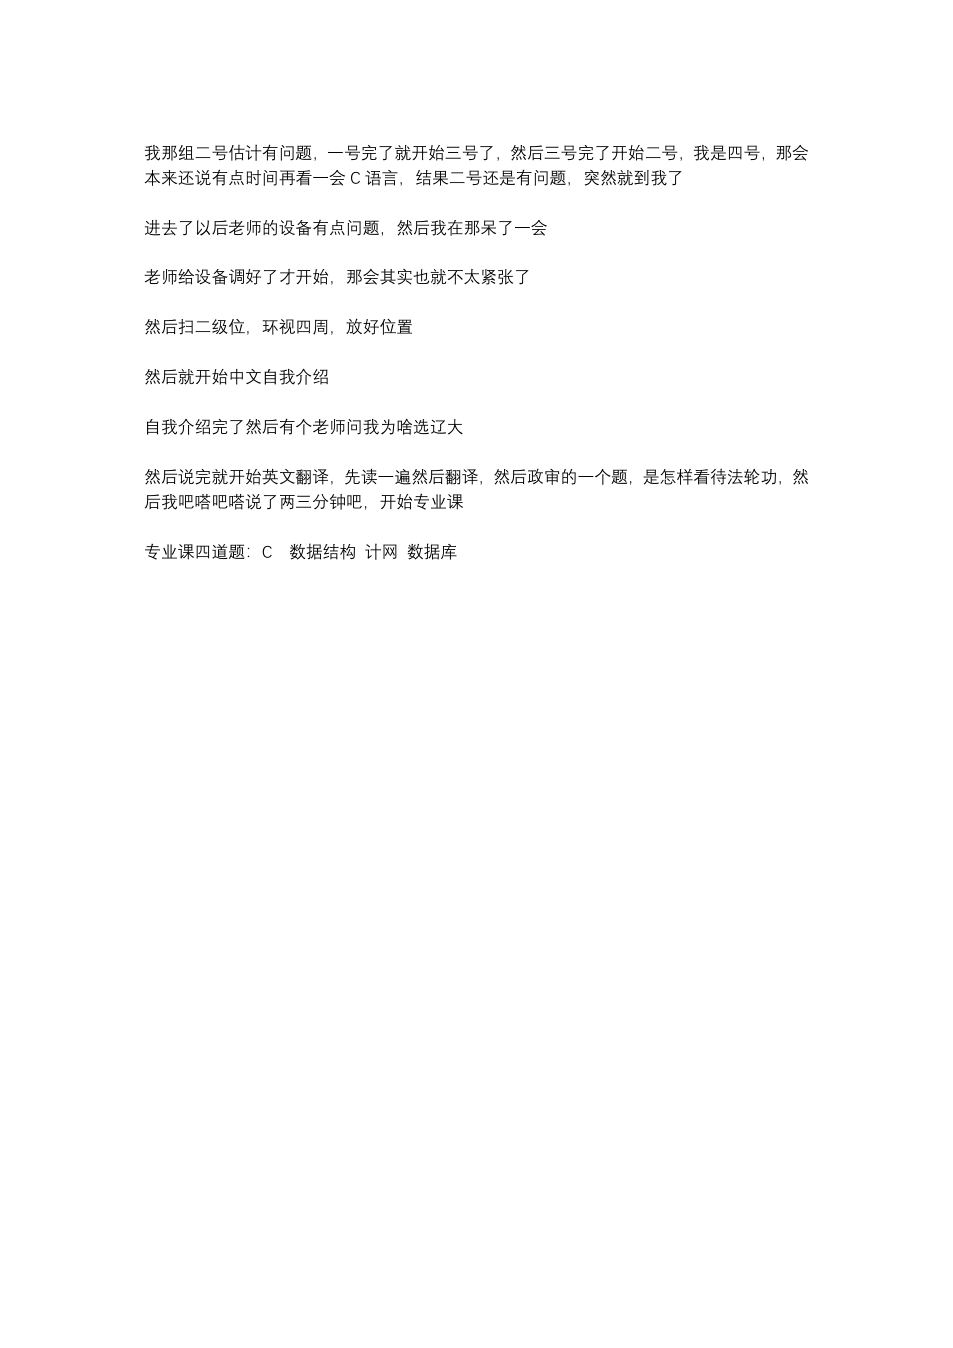 我那组二号估计有问题，一号完了就开始三号了，然后三号完了开始二号，我是四号，那会
本来还说有点时间再看一会 C 语言，结果二号还是有问题，突然就到我了
进去了以后老师的设备有点问题，然后我在那呆了一会
老师给设备调好了才开始，那会其实也就不太紧张了
然后扫二级位，环视四周，放好位置
然后就开始中文自我介绍
自我介绍完了然后有个老师问我为啥选辽大
然后说完就开始英文翻译，先读一遍然后翻译，然后政审的一个题，是怎样看待法轮功，然
后我吧嗒吧嗒说了两三分钟吧，开始专业课
专业课四道题：C 数据结构 计网 数据库